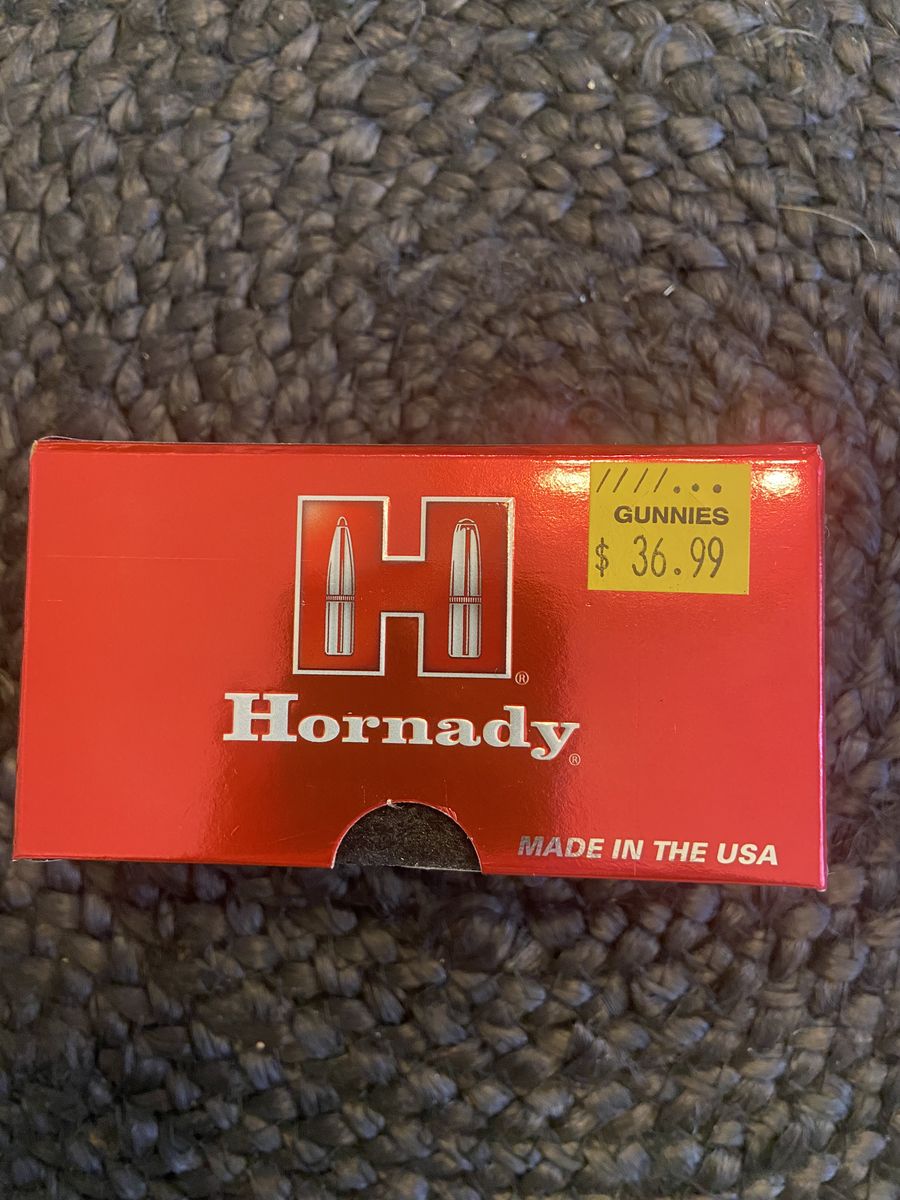 ////...
GUNNIES
$ 36.99
H
®
Hornady
®
MADE IN THE USA